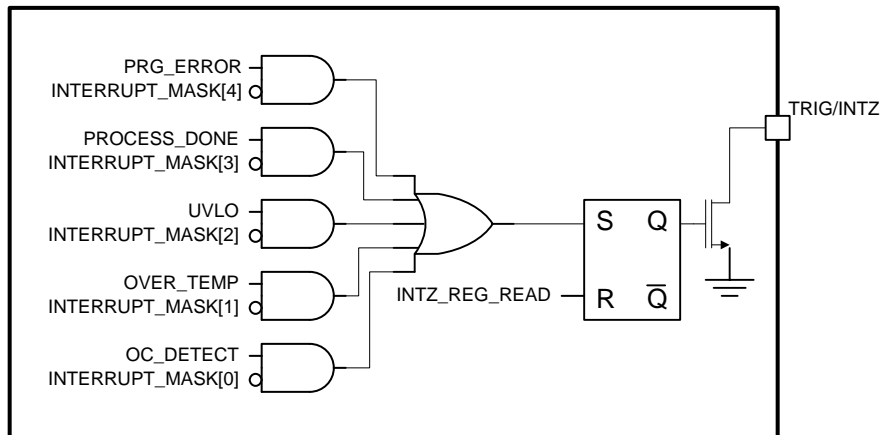 PRG_ERROR
INTERRUPT_MASK[4]
PROCESS_DONE
INTERRUPT_MASK[3]
UVLO
INTERRUPT_MASK[2]
OVER_TEMP
INTERRUPT_MASK[1]
OC_DETECT
INTERRUPT_MASK[0]
INTZ_REG_READ
S Q
R Q̅
TRIG/INTZ